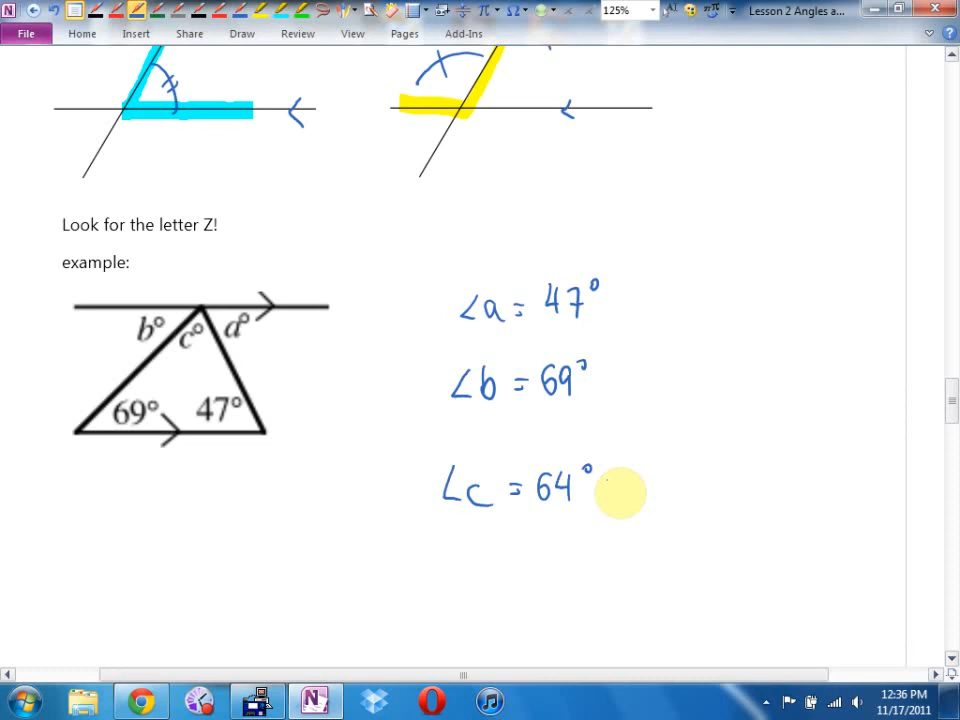 125%
Lesson 2 Angles a...
File Home Insert Share Draw Review View Pages Add-Ins
Look for the letter Z!
example:
∠a = 47°
b° c° a°
∠b = 69°
69° 47°
∠c = 64°
12:36 PM
11/17/2011